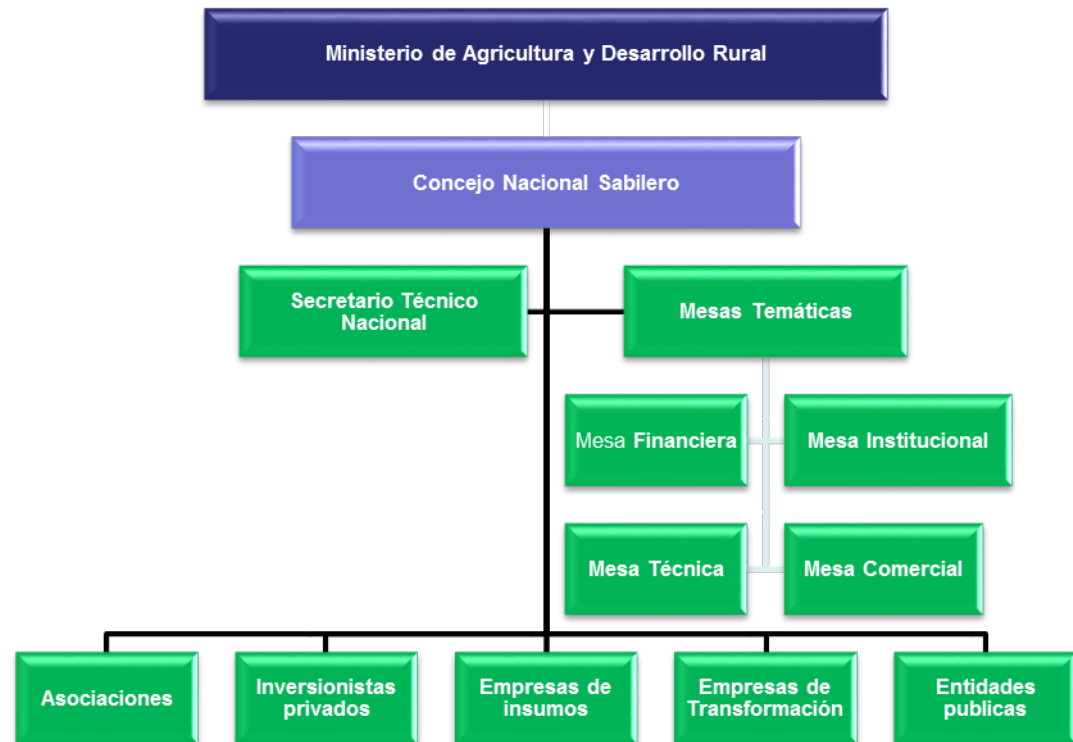 Ministerio de Agricultura y Desarrollo Rural
Concejo Nacional Sabilero
Secretario Técnico
Nacional
Mesas Temáticas
Mesa Financiera
Mesa Institucional
Mesa Técnica
Mesa Comercial
Asociaciones
Inversionistas
privados
Empresas de
insumos
Empresas de
Transformación
Entidades
publicas